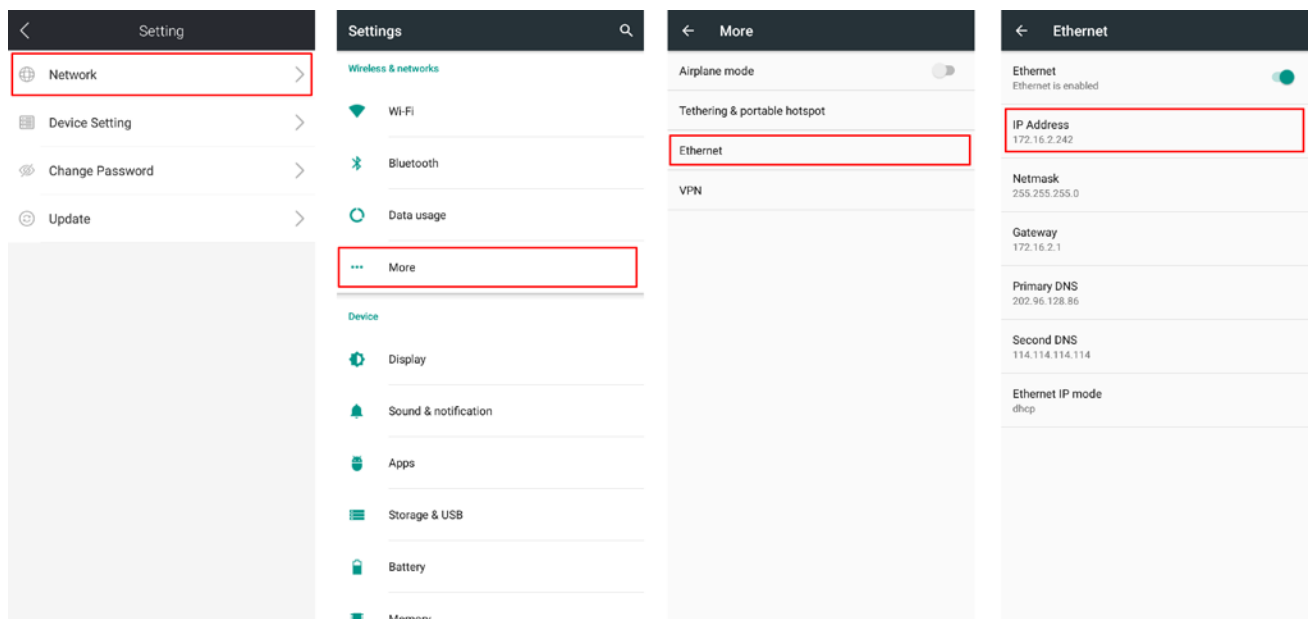 Setting
Network
Device Setting
Change Password
Update
Settings
Wireless & networks
Wi-Fi
Bluetooth
Data usage
More
Device
Display
Sound & notification
Apps
Storage & USB
Battery
Memory
More
Airplane mode
Tethering & portable hotspot
Ethernet
VPN
Ethernet
Ethernet
Ethernet is enabled
IP Address
172.16.2.242
Netmask
255.255.255.0
Gateway
172.16.2.1
Primary DNS
202.96.128.86
Second DNS
114.114.114.114
Ethernet IP mode
dhcp